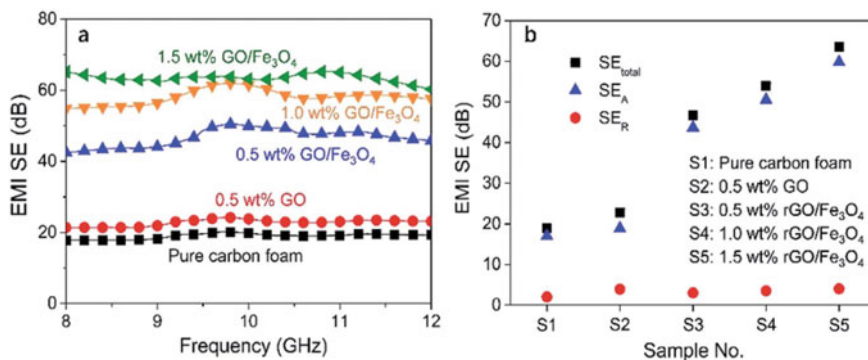 a
80
60
40
20
0
EMI SE (dB)
1.5 wt% GO/Fe₃O₄
1.0 wt% GO/Fe₃O₄
0.5 wt% GO/Fe₃O₄
0.5 wt% GO
Pure carbon foam
8 9 10 11 12
Frequency (GHz)
b
70
60
50
40
30
20
10
0
EMI SE (dB)
SE_total
SE_A
SE_R
S1: Pure carbon foam
S2: 0.5 wt% GO
S3: 0.5 wt% rGO/Fe₃O₄
S4: 1.0 wt% rGO/Fe₃O₄
S5: 1.5 wt% rGO/Fe₃O₄
S1 S2 S3 S4 S5
Sample No.